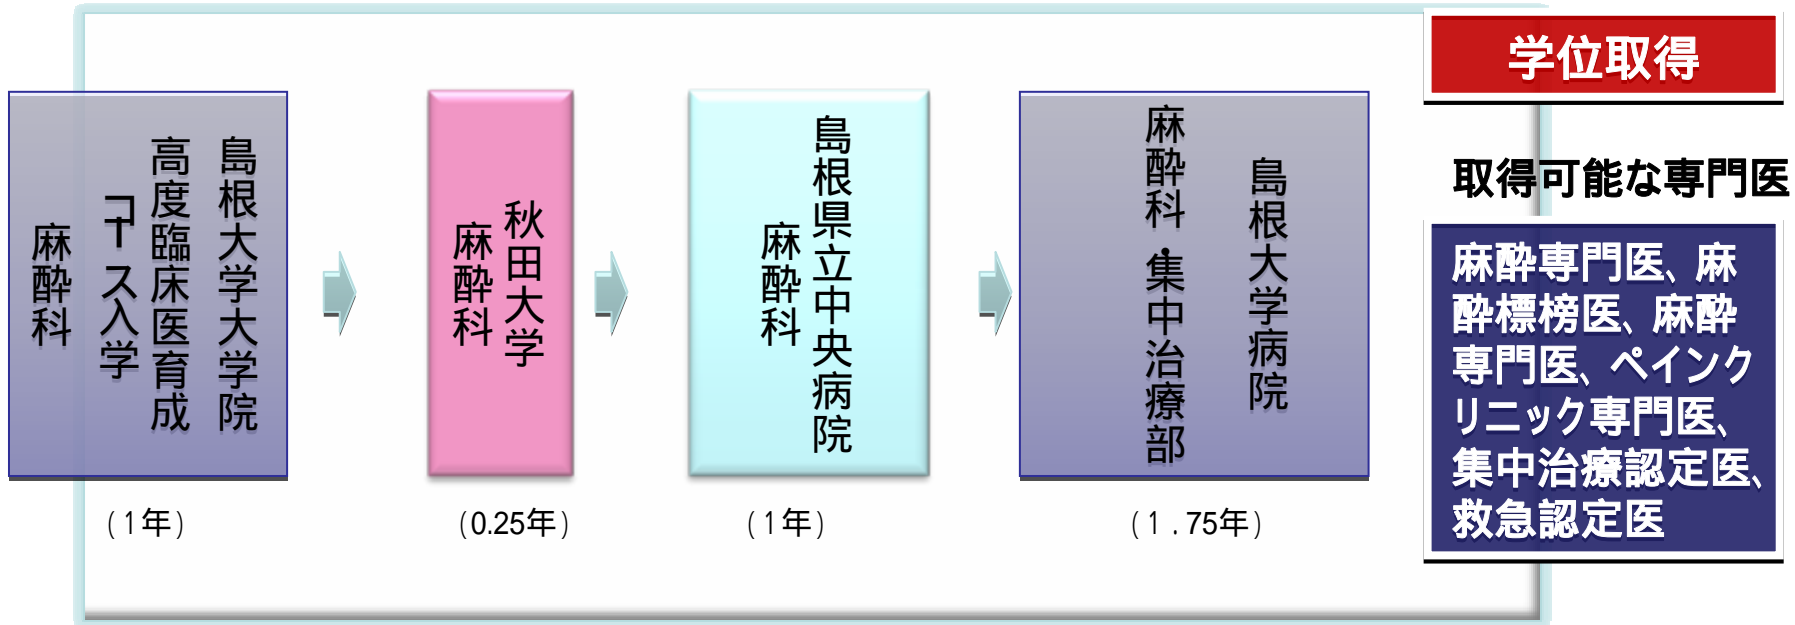 島根大学大学院
高度臨床医育成
コース入学
麻酔科
(1年)
秋田大学
麻酔科
(0.25年)
島根県立中央病院
麻酔科
(1年)
島根大学病院
麻酔科・集中治療部
(1.75年)
学位取得
取得可能な専門医
麻酔専門医、麻
酔標榜医、麻酔
専門医、ペインク
リニック専門医、
集中治療認定医、
救急認定医